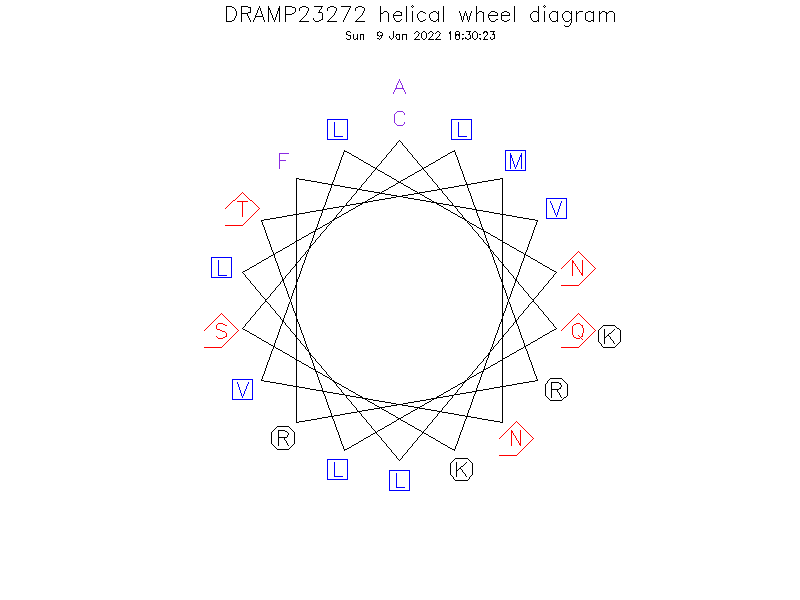 DRAMP23272 helical wheel diagram
Sun 9 Jan 2022 18:30:23
A
L C L
F M
T V
L N
S Q K
V R
R N
L L K